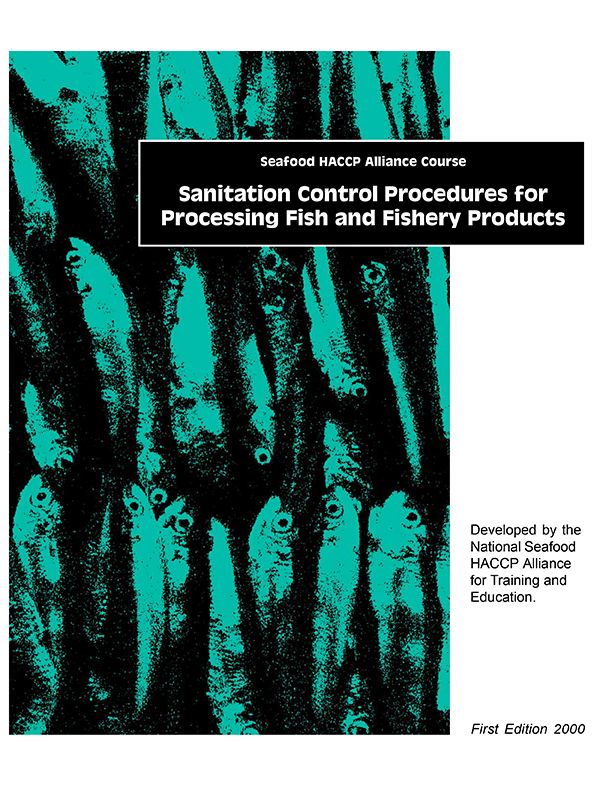 Seafood HACCP Alliance Course
Sanitation Control Procedures for
Processing Fish and Fishery Products
Developed by the
National Seafood
HACCP Alliance
for Training and
Education.
First Edition 2000